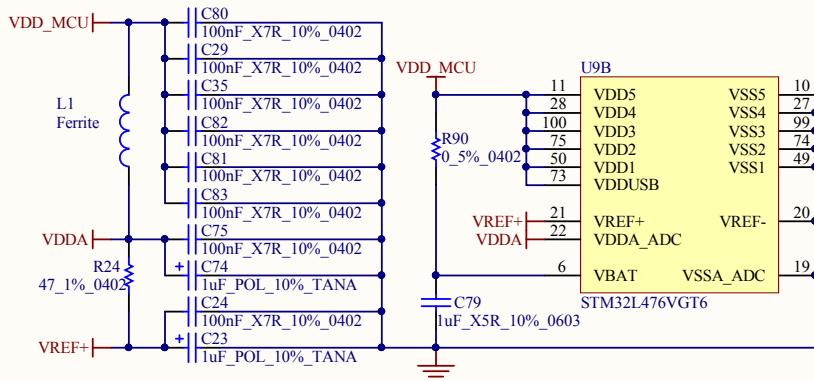 VDD_MCU
C80
100nF_X7R_10%_0402
C29
100nF_X7R_10%_0402
C35
100nF_X7R_10%_0402
L1
Ferrite
C82
100nF_X7R_10%_0402
C81
100nF_X7R_10%_0402
C83
100nF_X7R_10%_0402
VDDA
C75
100nF_X7R_10%_0402
R24
47_1%_0402
+
C74
1uF_POL_10%_TANA
C24
100nF_X7R_10%_0402
VREF+
+
C23
1uF_POL_10%_TANA
VDD_MCU
R90
0_5%_0402
C79
1uF_X5R_10%_0603
U9B
11 VDD5 VSS5 10
28 VDD4 VSS4 27
100 VDD3 VSS3 99
75 VDD2 VSS2 74
50 VDD1 VSS1 49
73 VDDUSB
VREF+ 21 VREF+ VREF- 20
VDDA 22 VDDA_ADC
6 VBAT VSSA_ADC 19
STM32L476VGT6